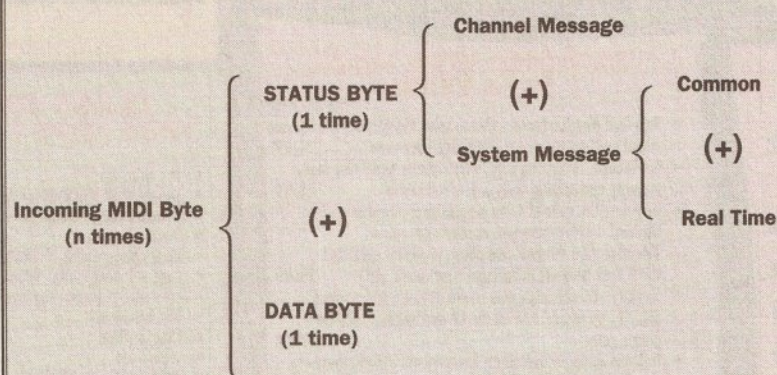 Channel Message
STATUS BYTE
(1 time)
(+)
Common
System Message
(+)
Incoming MIDI Byte
(n times)
(+)
Real Time
DATA BYTE
(1 time)